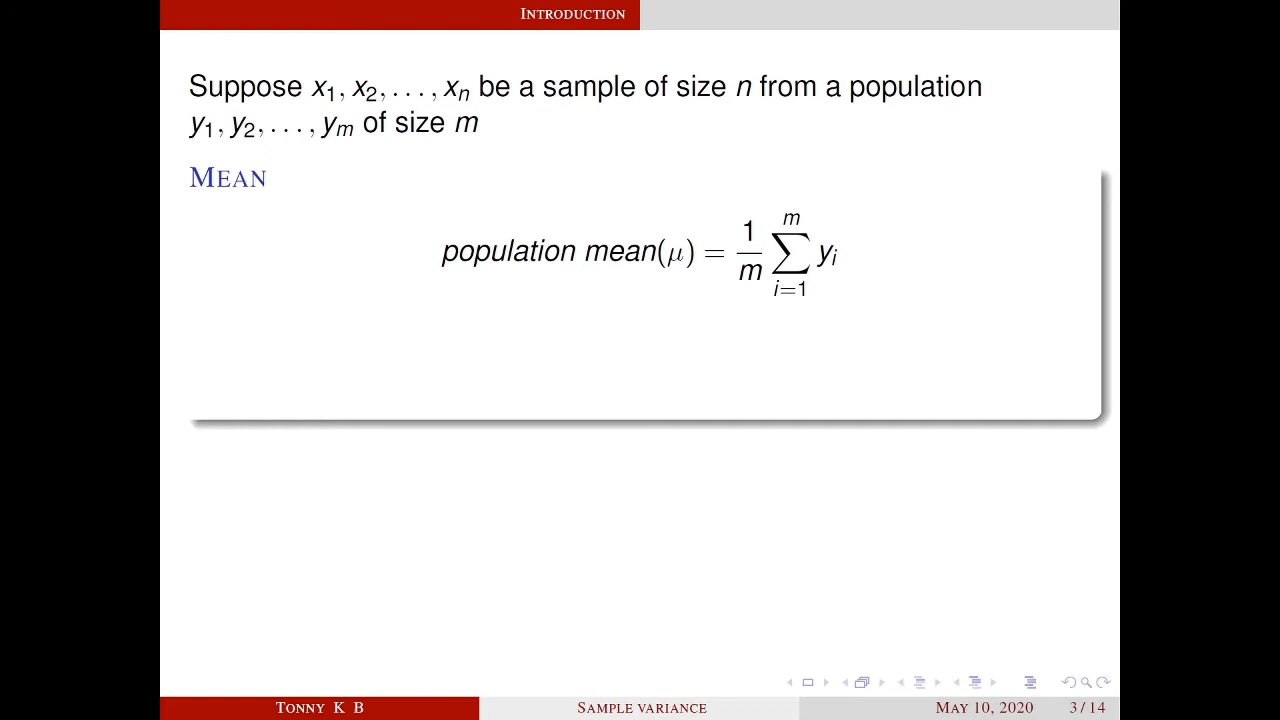 INTRODUCTION
Suppose x₁, x₂, . . . , xₙ be a sample of size n from a population
y₁, y₂, . . . , yₘ of size m
MEAN
population mean(μ) = 1/m ∑_{i=1}^{m} yᵢ
TONNY K B
SAMPLE VARIANCE
MAY 10, 2020
3 / 14